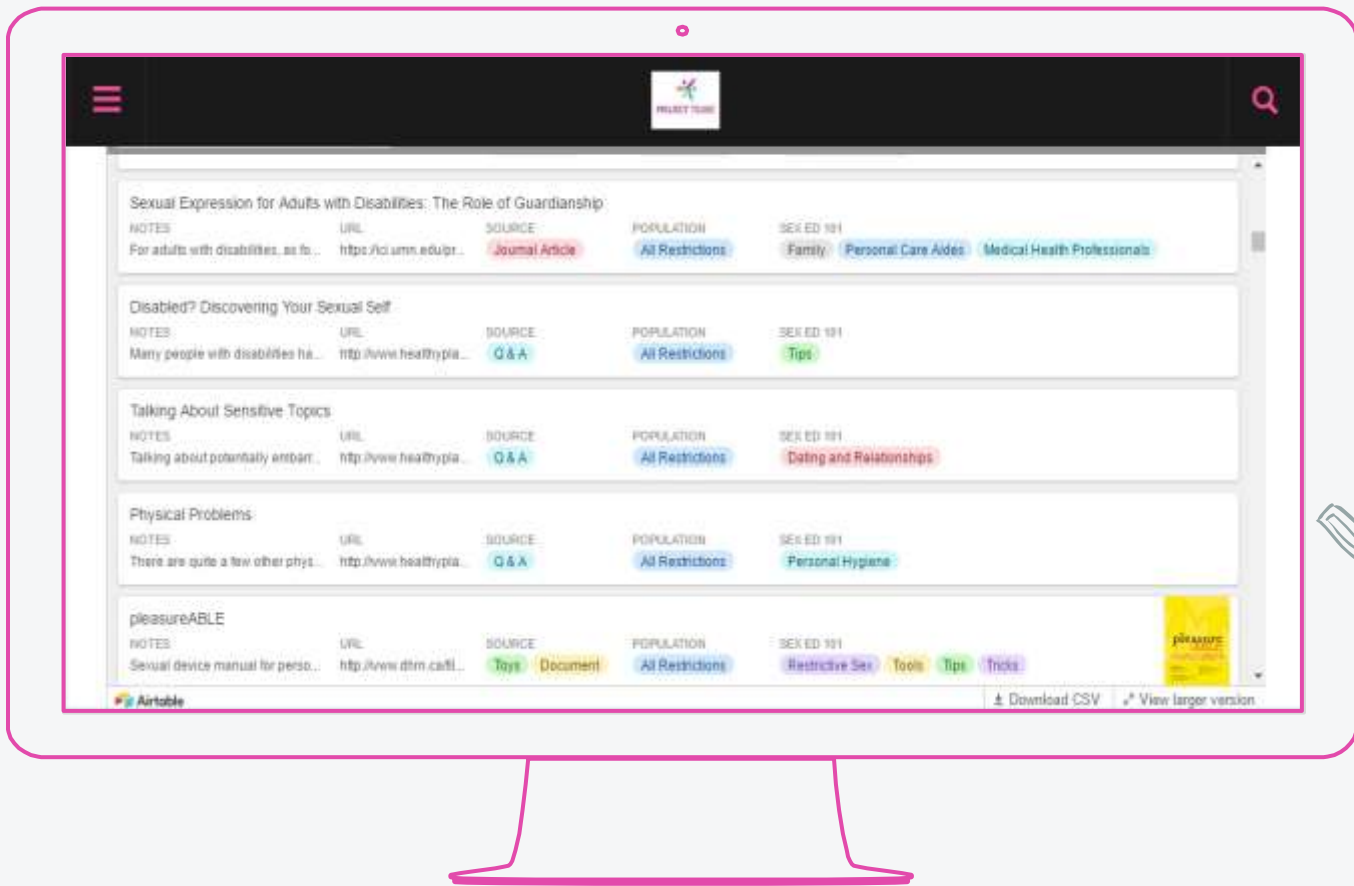 PROJECT
Sexual Expression for Adults with Disabilities: The Role of Guardianship
NOTES URL SOURCE POPULATION SEX ED 101
For adults with disabilities, as fo... https://ici.umn.edu/pr... Journal Article All Restrictions Family Personal Care Aides Medical Health Professionals
Disabled? Discovering Your Sexual Self
NOTES URL SOURCE POPULATION SEX ED 101
Many people with disabilities ha... http://www.healthypla... Q & A All Restrictions Tips
Talking About Sensitive Topics
NOTES URL SOURCE POPULATION SEX ED 101
Talking about potentially embarr... http://www.healthypla... Q & A All Restrictions Dating and Relationships
Physical Problems
NOTES URL SOURCE POPULATION SEX ED 101
There are quite a few other phys... http://www.healthypla... Q & A All Restrictions Personal Hygiene
pleasureABLE
NOTES URL SOURCE POPULATION SEX ED 101
Sexual device manual for perso... Toys Document All Restrictions Restrictive Sex Tools Tips Tricks
pleasure
ABLE
Airtable Download CSV View larger version